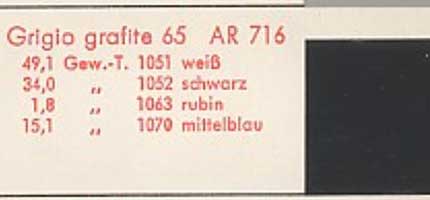 Grigio grafite 65 AR 716
49,1 Gew.-T. 1051 weiß
34,0 „ 1052 schwarz
1,8 „ 1063 rubin
15,1 „ 1070 mittelblau